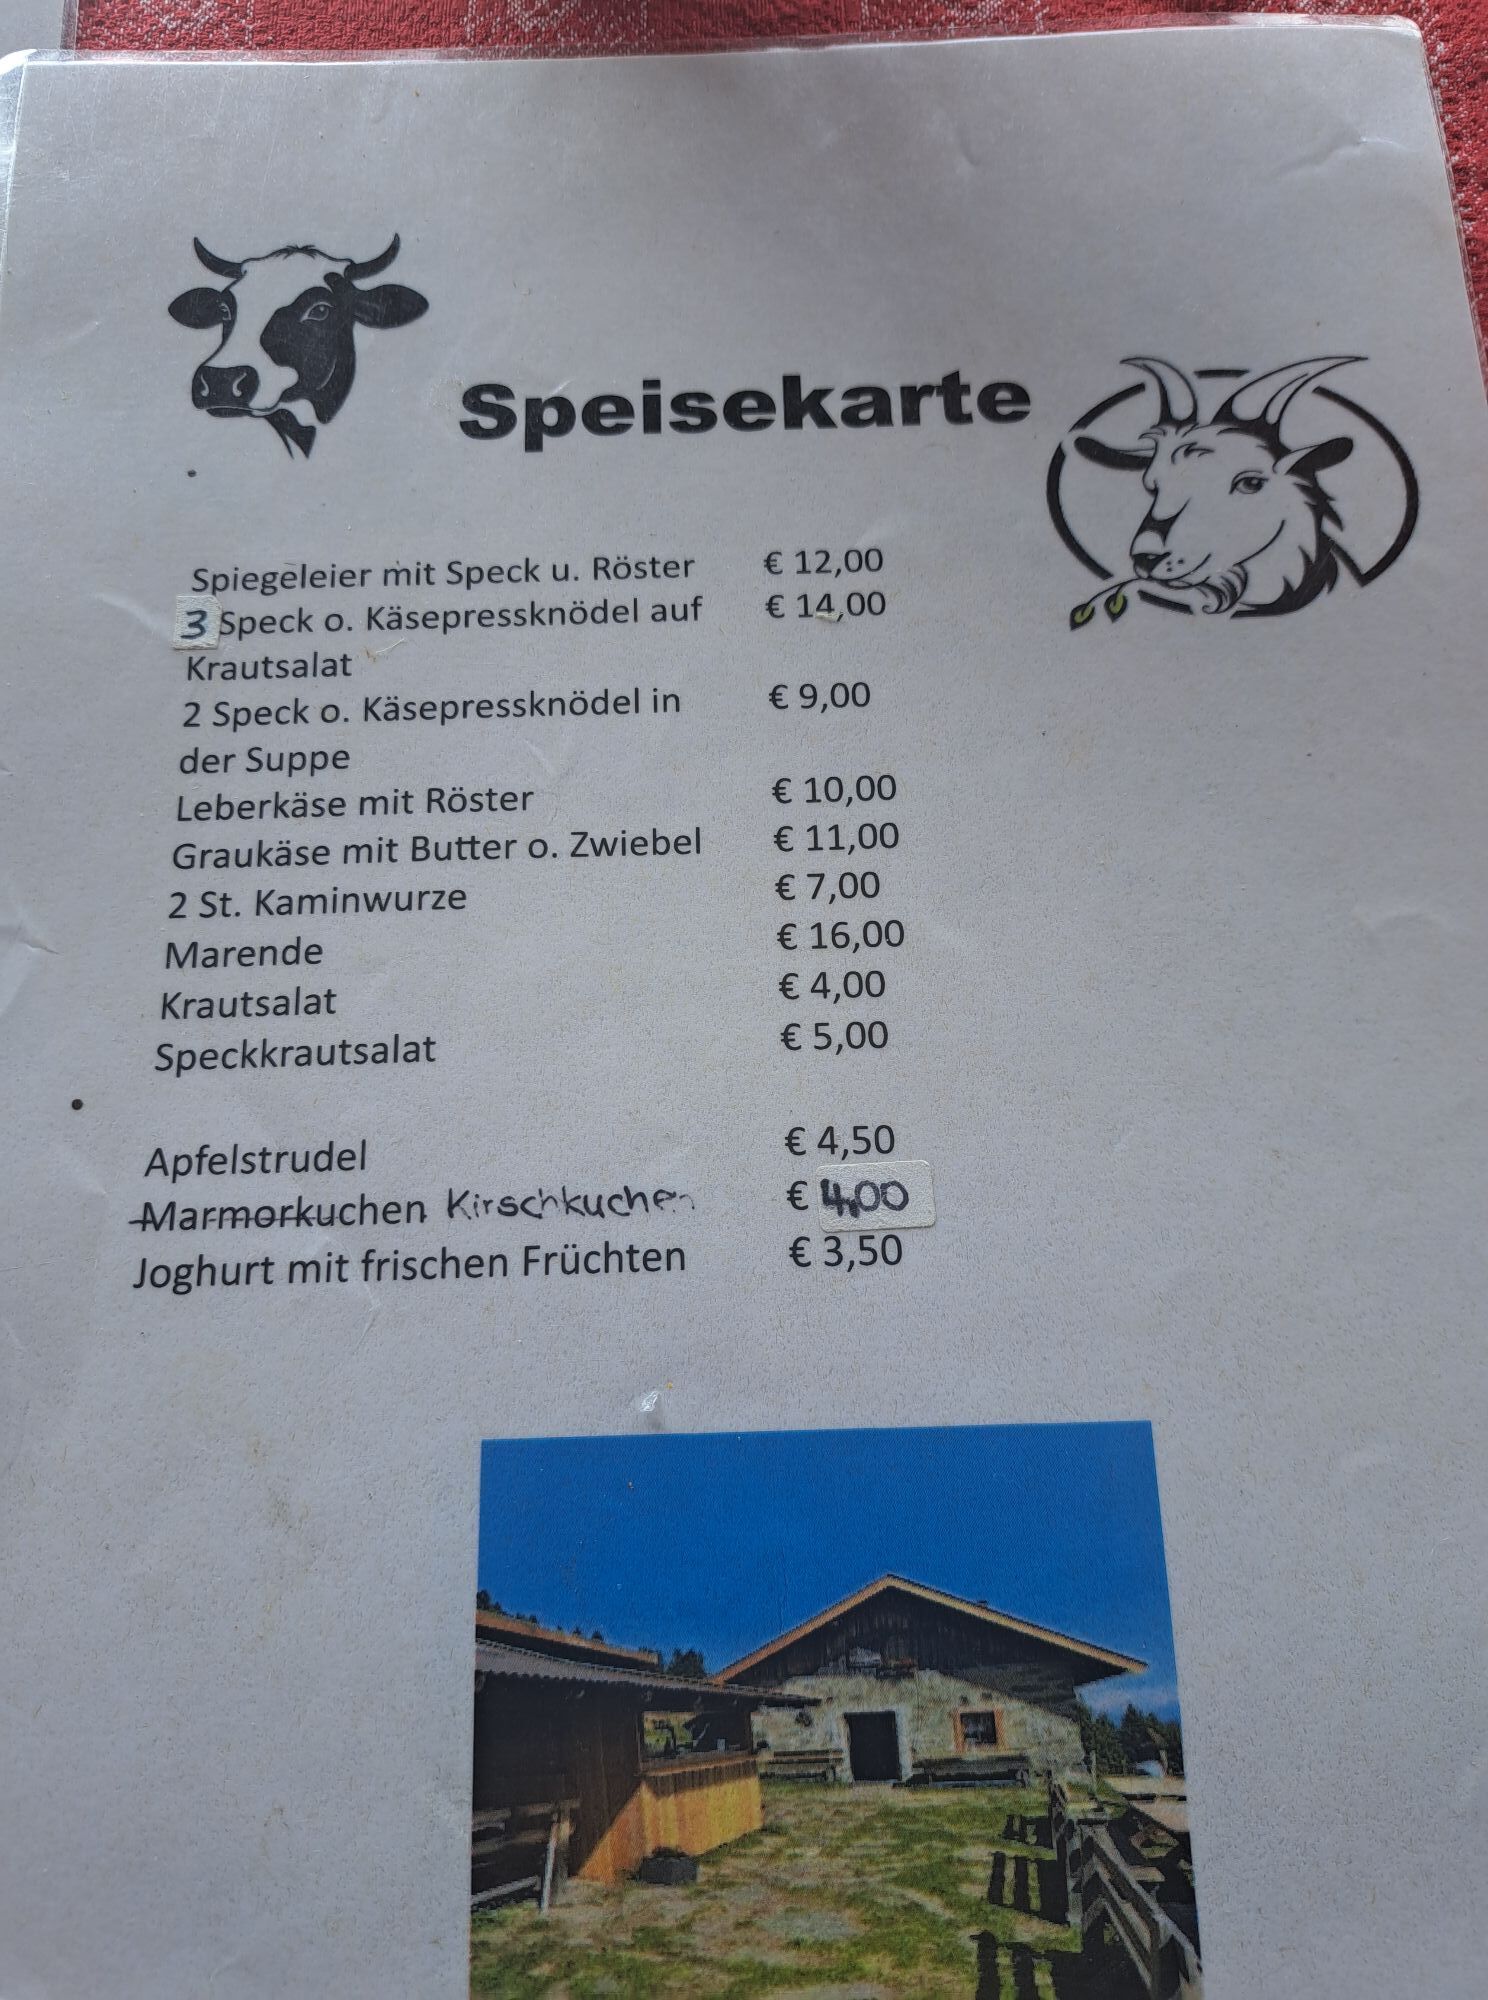 Speisekarte
Spiegeleier mit Speck u. Röster € 12,00
3 Speck o. Käsepressknödel auf € 14,00
Krautsalat
2 Speck o. Käsepressknödel in € 9,00
der Suppe
Leberkäse mit Röster € 10,00
Graukäse mit Butter o. Zwiebel € 11,00
2 St. Kaminwurze € 7,00
Marende € 16,00
Krautsalat € 4,00
Speckkrautsalat € 5,00
Apfelstrudel € 4,50
Marmorkuchen Kirschkuchen € 4,00
Joghurt mit frischen Früchten € 3,50